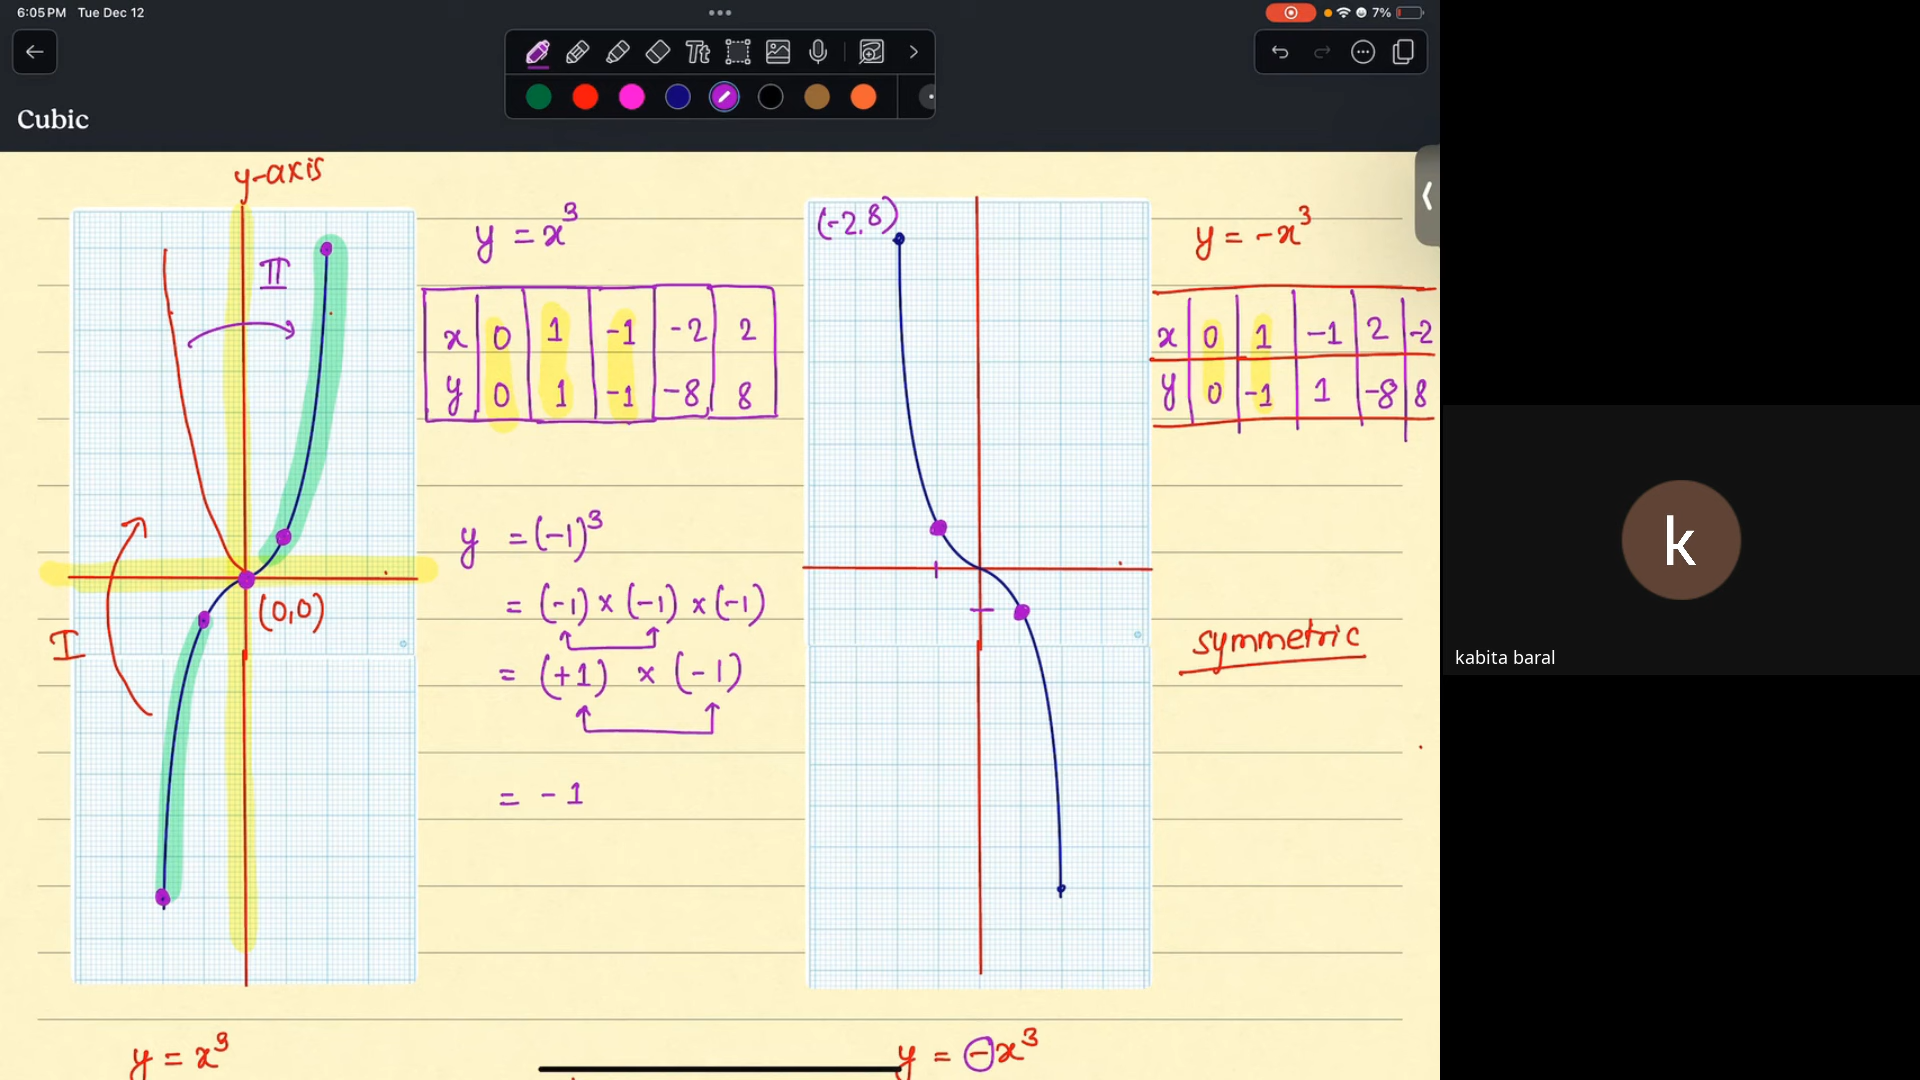 6:05 PM Tue Dec 12
7%
Tt
Cubic
y-axis
II
I
(0,0)
y = x³
x 0 1 -1 -2 2
y 0 1 -1 -8 8
y = (-1)³
= (-1) × (-1) × (-1)
= (+1) × (-1)
= -1
(-2,8)
y = -x³
x 0 1 -1 2 -2
y 0 -1 1 -8 8
symmetric
y = x³
y = -x³
k
kabita baral